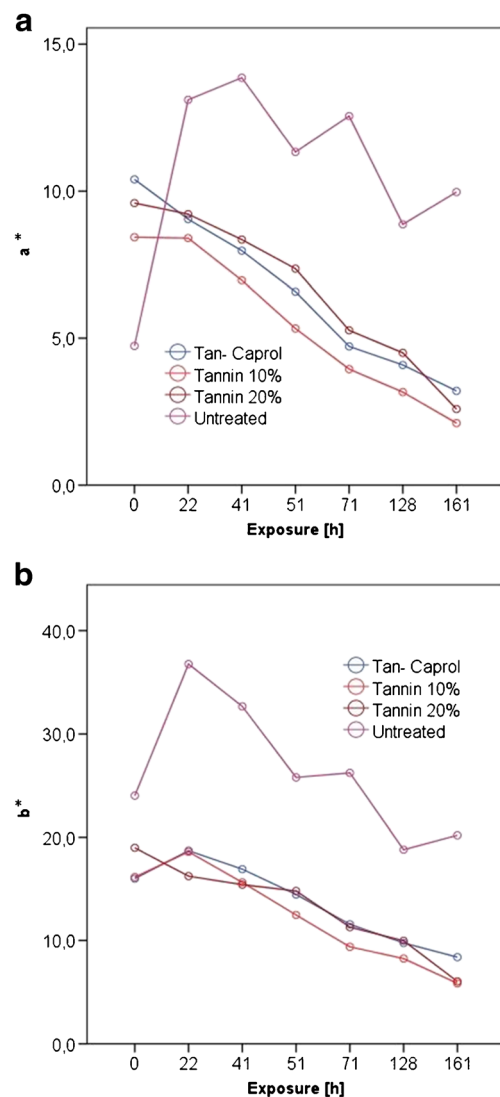 a
15,0
10,0
a *
5,0
Tan- Caprol
Tannin 10%
Tannin 20%
Untreated
0,0
0 22 41 51 71 128 161
Exposure [h]
b
40,0
Tan- Caprol
Tannin 10%
Tannin 20%
Untreated
30,0
b*
20,0
10,0
0,0
0 22 41 51 71 128 161
Exposure [h]